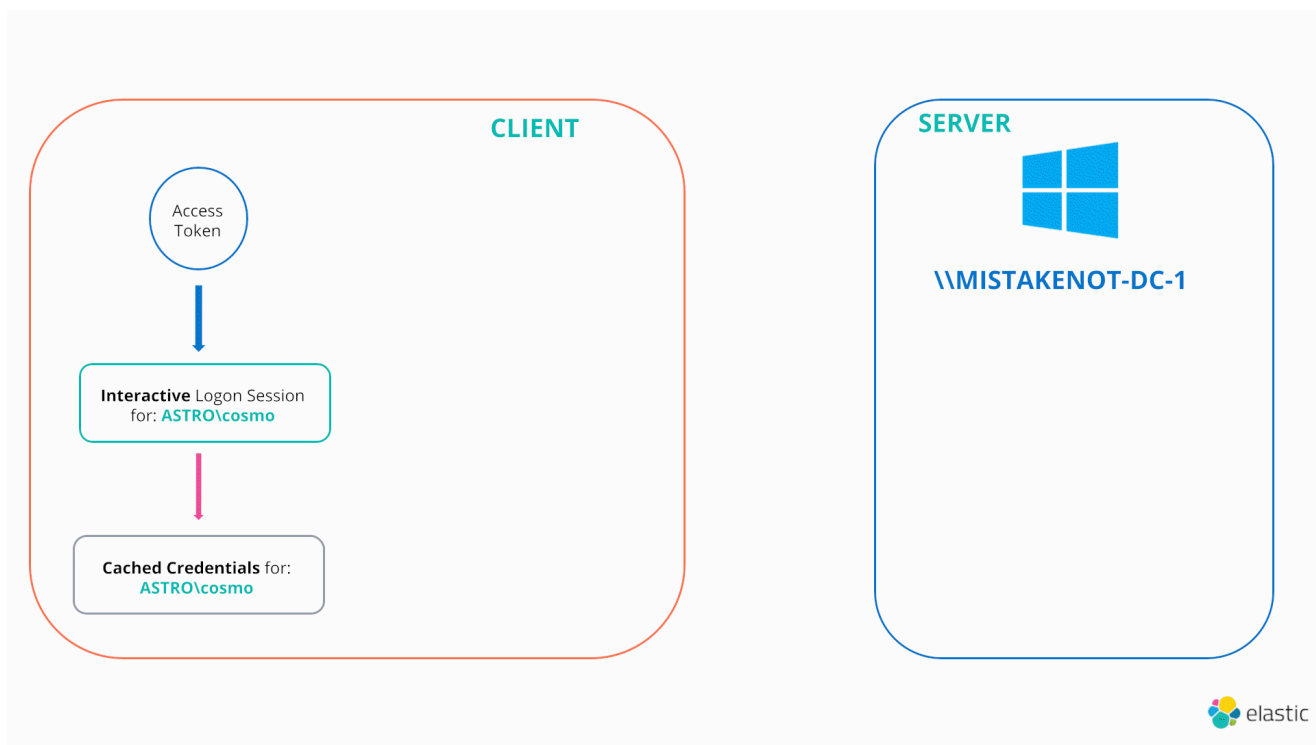 CLIENT
Access
Token
Interactive Logon Session
for: ASTRO\cosmo
Cached Credentials for:
ASTRO\cosmo
SERVER
\\MISTAKENOT-DC-1
elastic